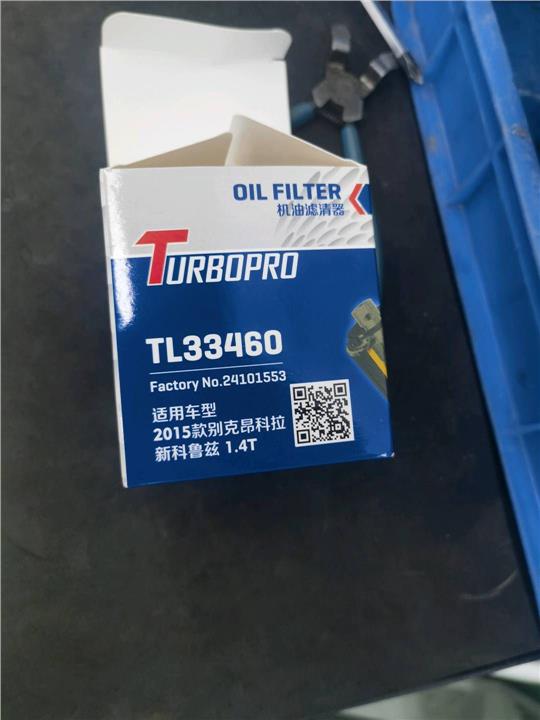 OIL FILTER
机油滤清器
TURBOPRO
TL33460
Factory No.24101553
适用车型
2015款别克昂科拉
新科鲁兹 1.4T